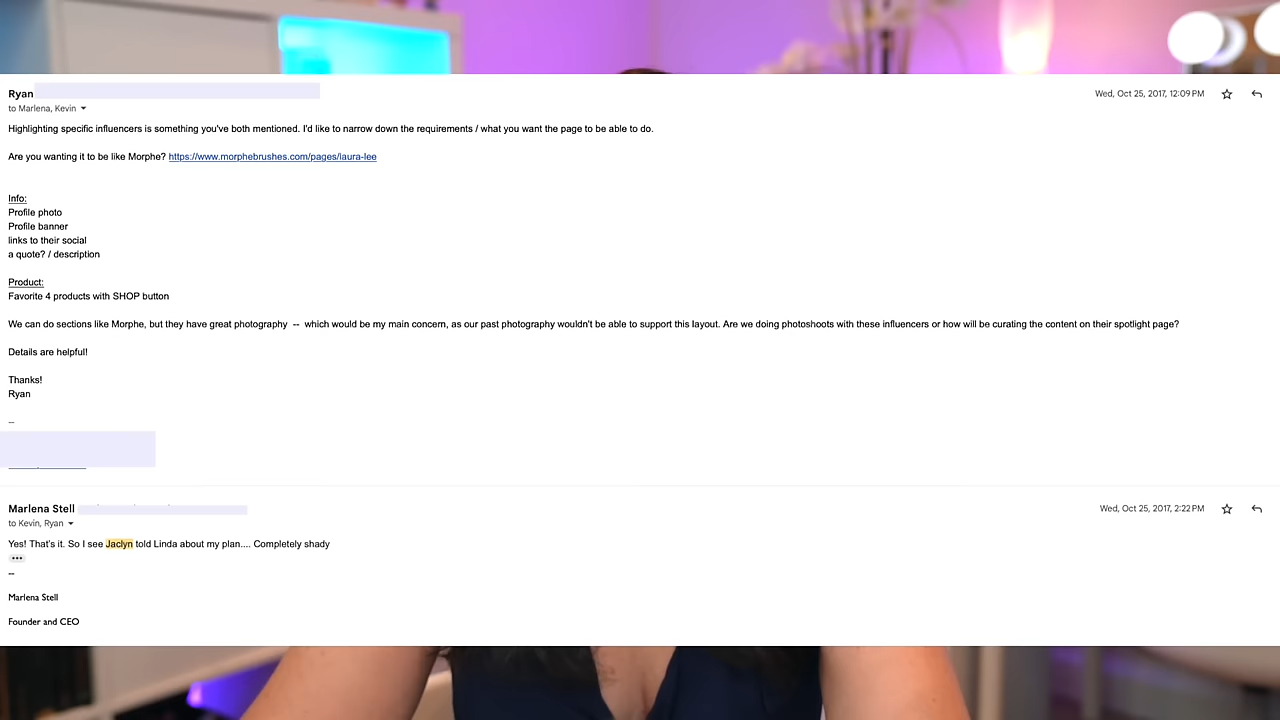 Ryan
Wed, Oct 25, 2017, 12:09 PM
to Marlena, Kevin
Highlighting specific influencers is something you've both mentioned. I'd like to narrow down the requirements / what you want the page to be able to do.
Are you wanting it to be like Morphe? https://www.morphebrushes.com/pages/laura-lee
Info:
Profile photo
Profile banner
links to their social
a quote? / description
Product:
Favorite 4 products with SHOP button
We can do sections like Morphe, but they have great photography -- which would be my main concern, as our past photography wouldn't be able to support this layout. Are we doing photoshoots with these influencers or how will be curating the content on their spotlight page?
Details are helpful!
Thanks!
Ryan
--
Marlena Stell
Wed, Oct 25, 2017, 2:22 PM
to Kevin, Ryan
Yes! That's it. So I see Jaclyn told Linda about my plan.... Completely shady
•••
--
Marlena Stell
Founder and CEO